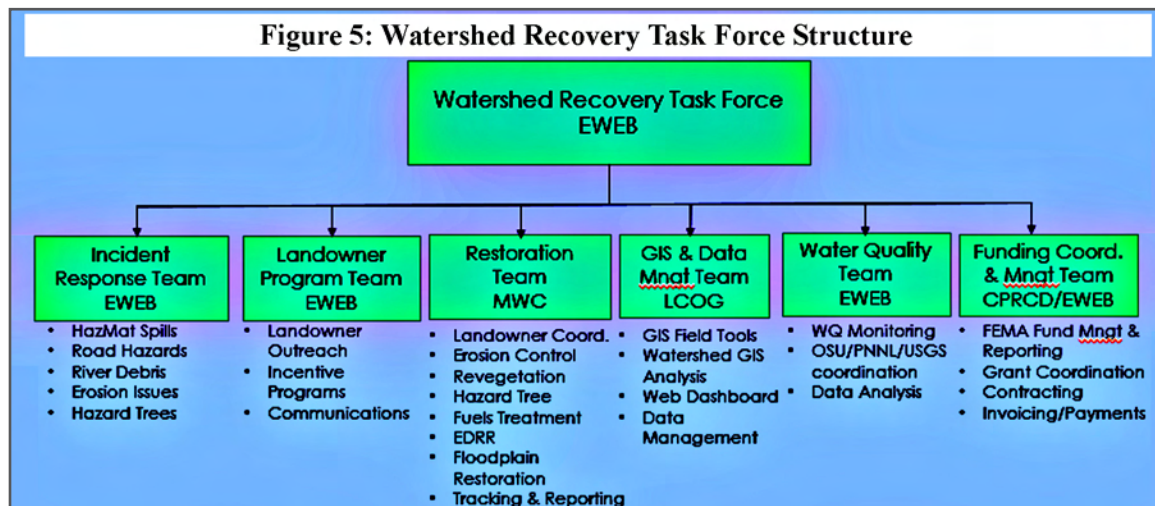 Figure 5: Watershed Recovery Task Force Structure
Watershed Recovery Task Force
EWEB
Incident
Response Team
EWEB
• HazMat Spills
• Road Hazards
• River Debris
• Erosion Issues
• Hazard Trees
Landowner
Program Team
EWEB
• Landowner
Outreach
• Incentive
Programs
• Communications
Restoration
Team
MWC
• Landowner Coord.
• Erosion Control
• Revegetation
• Hazard Tree
• Fuels Treatment
• EDRR
• Floodplain
Restoration
• Tracking & Reporting
GIS & Data
Mngt Team
LCOG
• GIS Field Tools
• Watershed GIS
Analysis
• Web Dashboard
• Data
Management
Water Quality
Team
EWEB
• WQ Monitoring
• OSU/PNNL/USGS
coordination
• Data Analysis
Funding Coord.
& Mngt Team
CPRCD/EWEB
• FEMA Fund Mngt &
Reporting
• Grant Coordination
• Contracting
• Invoicing/Payments